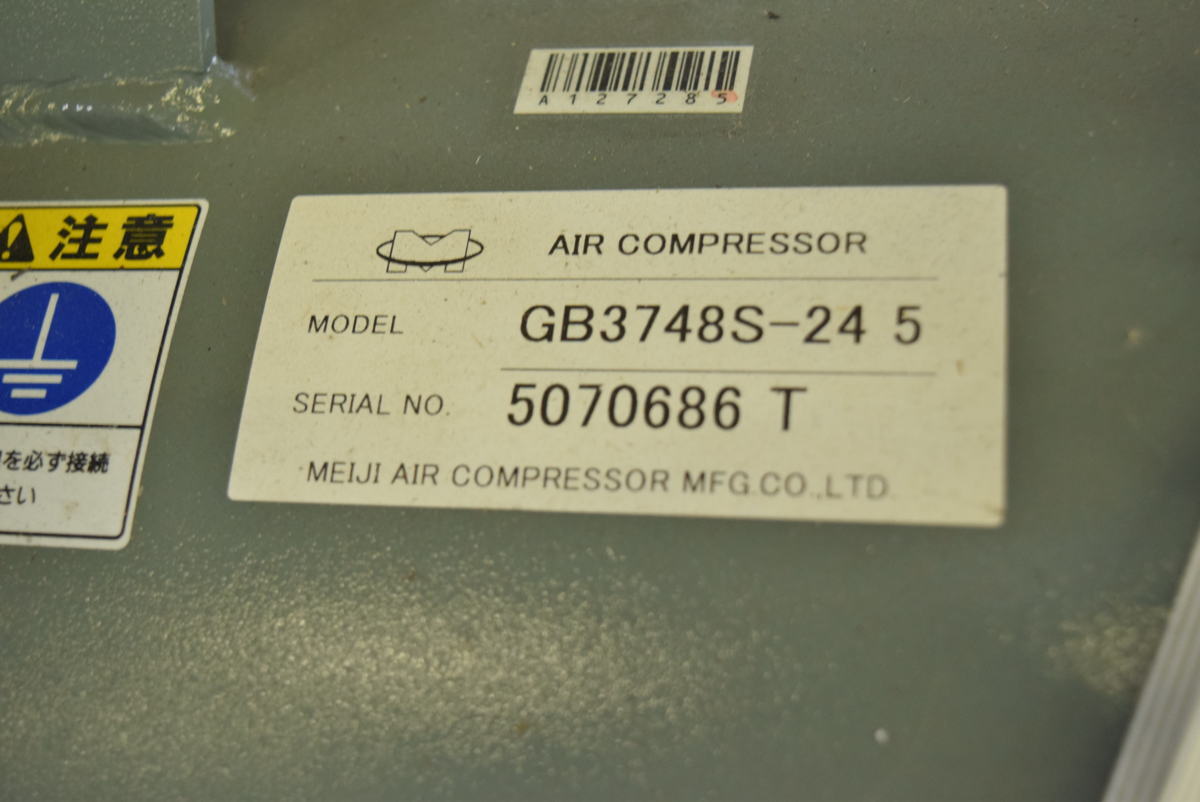 A127285
注意
を必ず接続
さい
AIR COMPRESSOR
MODEL GB3748S-24 5
SERIAL NO. 5070686 T
MEIJI AIR COMPRESSOR MFG.CO.,LTD.